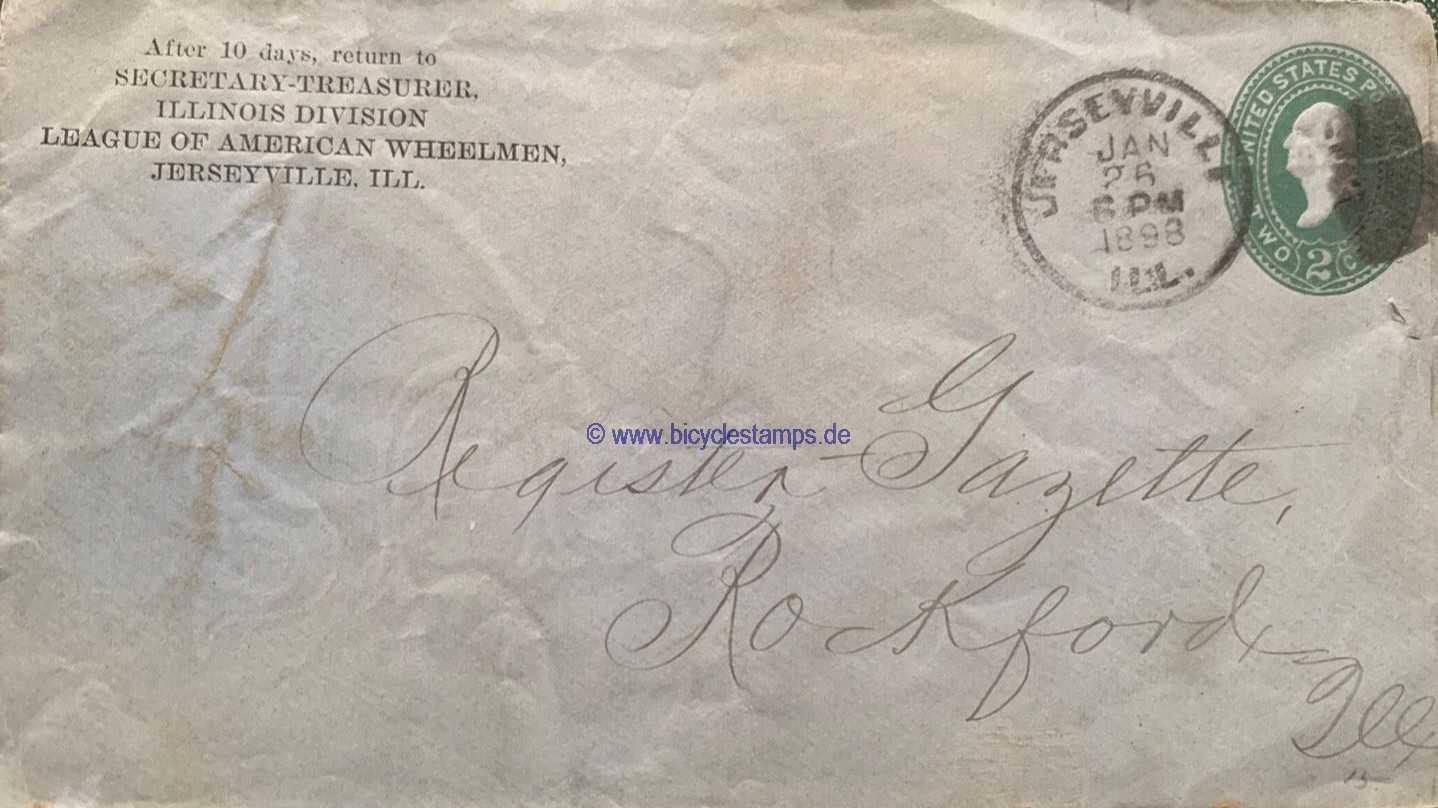 After 10 days, return to
SECRETARY-TREASURER,
ILLINOIS DIVISION
LEAGUE OF AMERICAN WHEELMEN,
JERSEYVILLE, ILL.
JERSEYVILLE
JAN
26
6 PM
1898
ILL.
UNITED STATES
TWO 2
© www.bicyclestamps.de
Register-Gazette,
Rockford
Ill